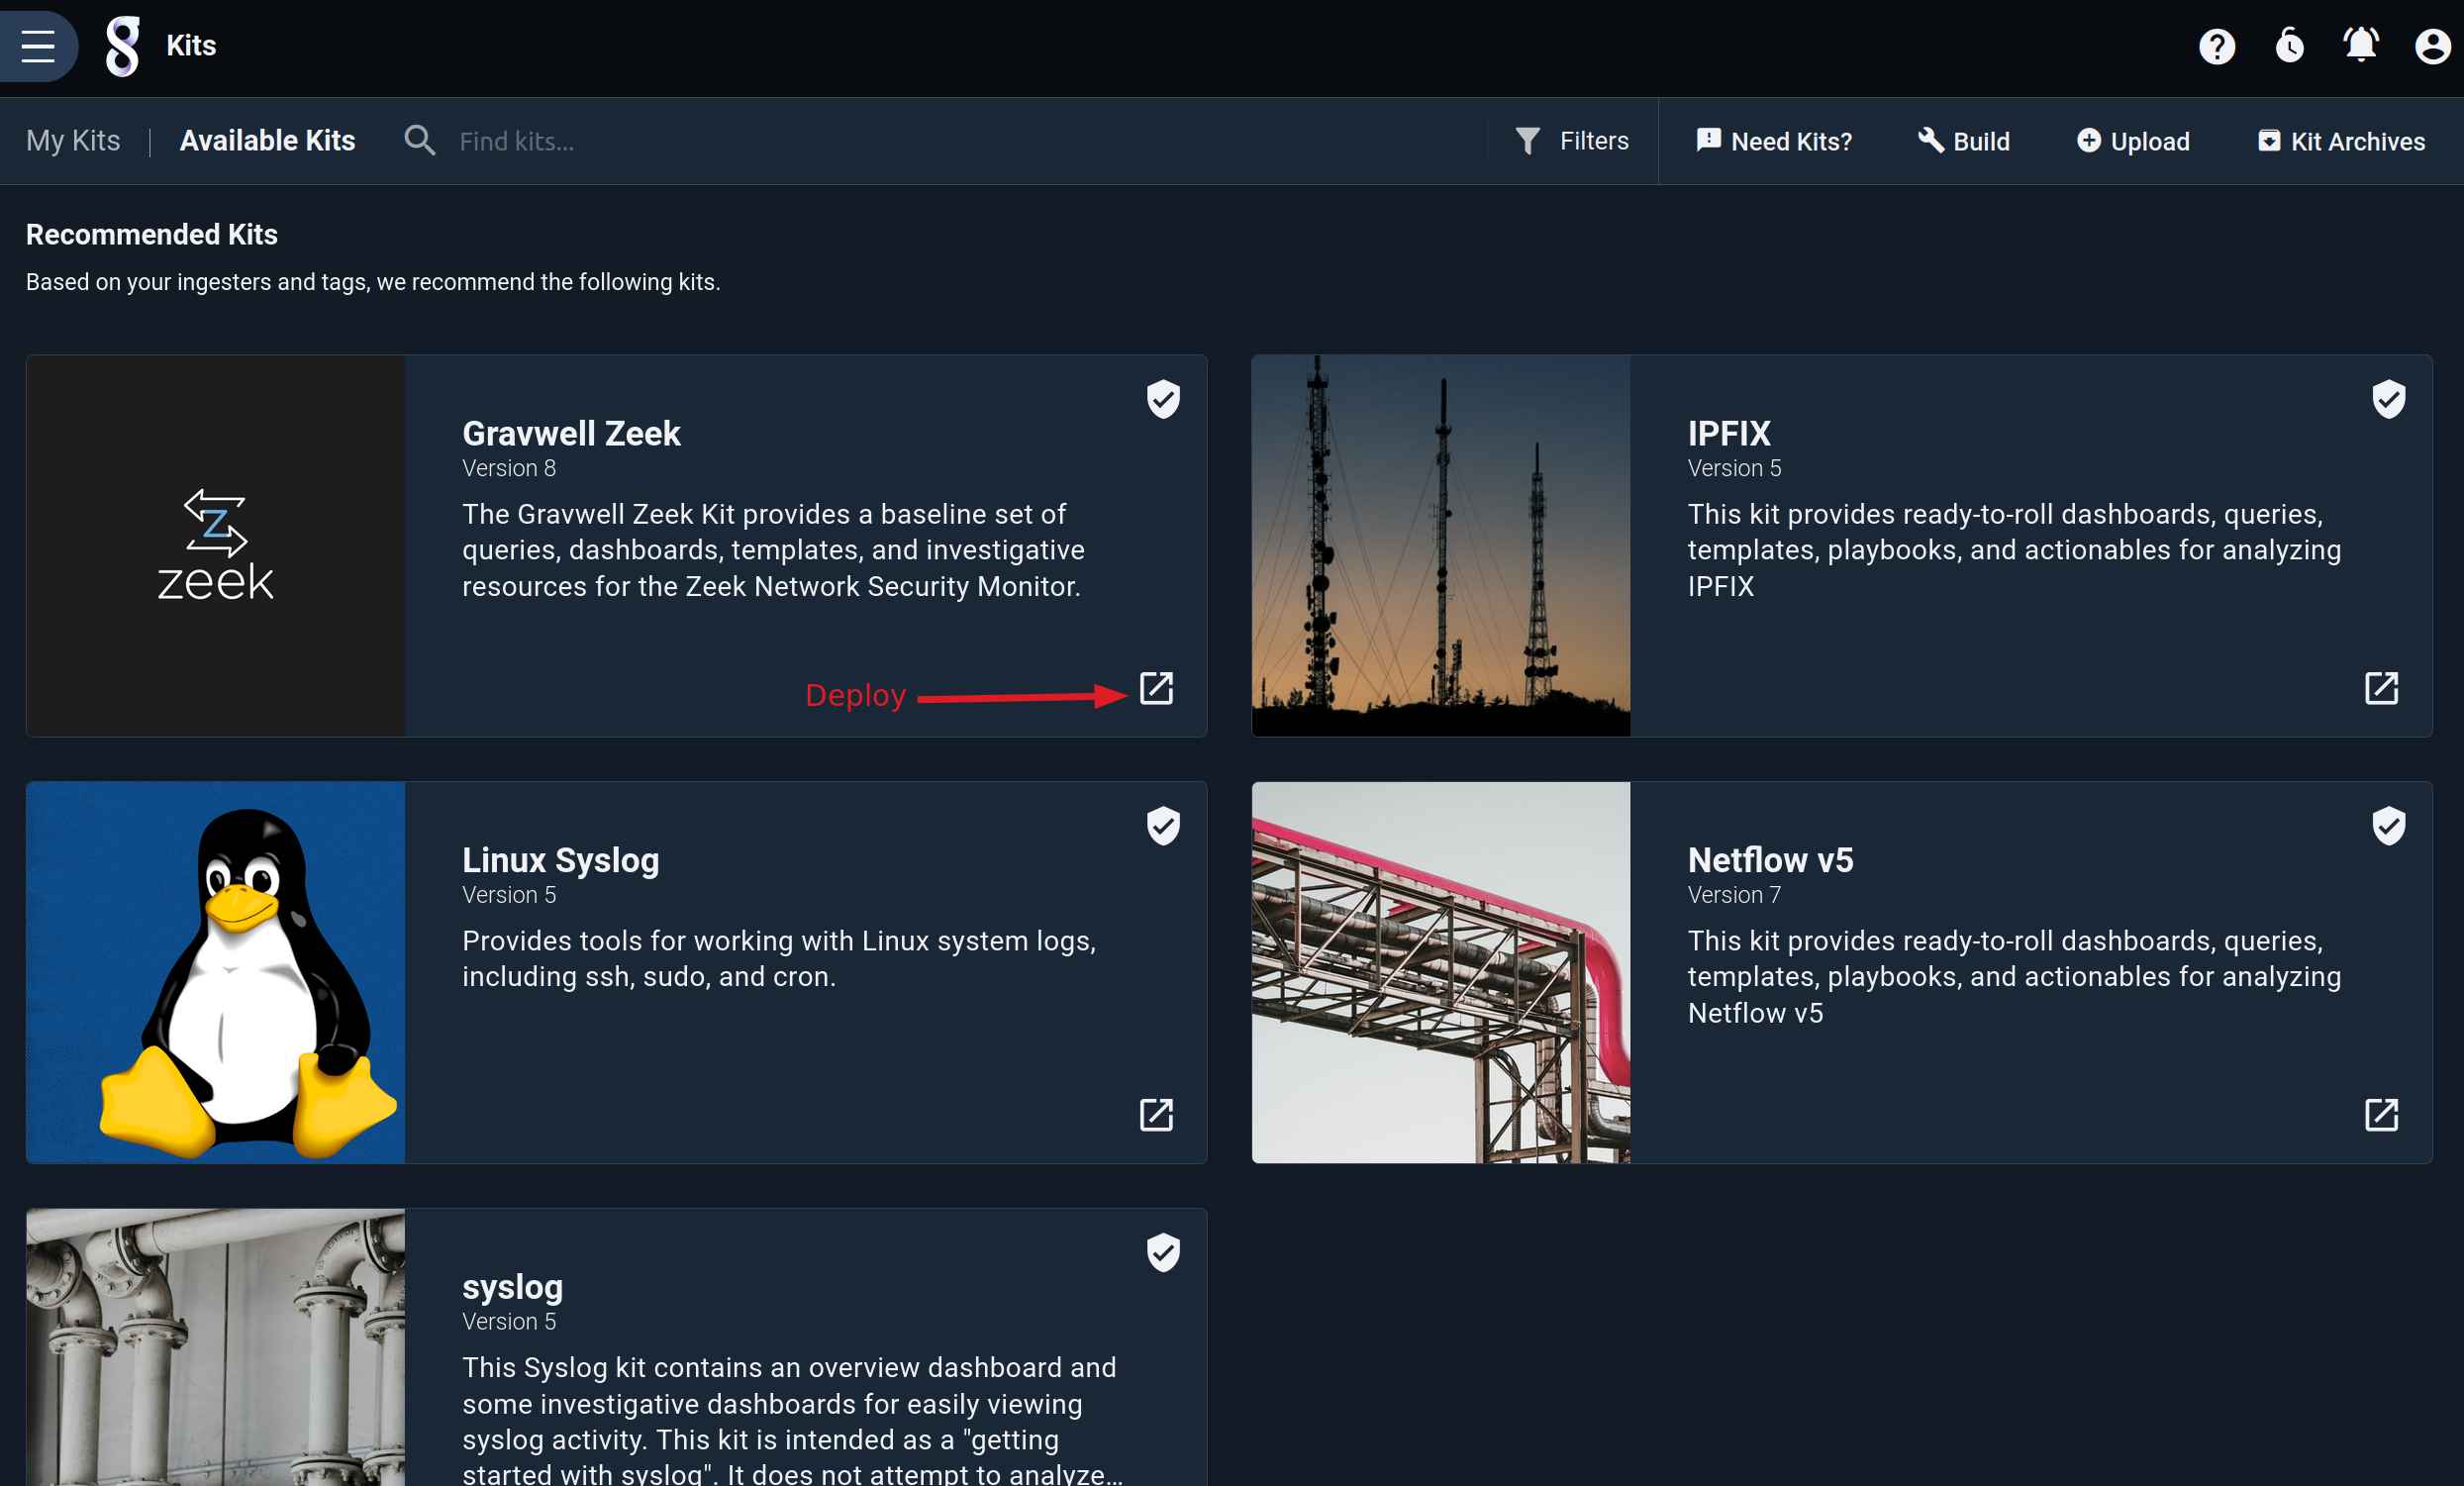 Kits
My Kits
Available Kits
Find kits...
Filters
Need Kits?
Build
Upload
Kit Archives
Recommended Kits
Based on your ingesters and tags, we recommend the following kits.
zeek
Gravwell Zeek
Version 8
The Gravwell Zeek Kit provides a baseline set of
queries, dashboards, templates, and investigative
resources for the Zeek Network Security Monitor.
Deploy
IPFIX
Version 5
This kit provides ready-to-roll dashboards, queries,
templates, playbooks, and actionables for analyzing
IPFIX
Linux Syslog
Version 5
Provides tools for working with Linux system logs,
including ssh, sudo, and cron.
Netflow v5
Version 7
This kit provides ready-to-roll dashboards, queries,
templates, playbooks, and actionables for analyzing
Netflow v5
syslog
Version 5
This Syslog kit contains an overview dashboard and
some investigative dashboards for easily viewing
syslog activity. This kit is intended as a "getting
started with syslog". It does not attempt to analyze...